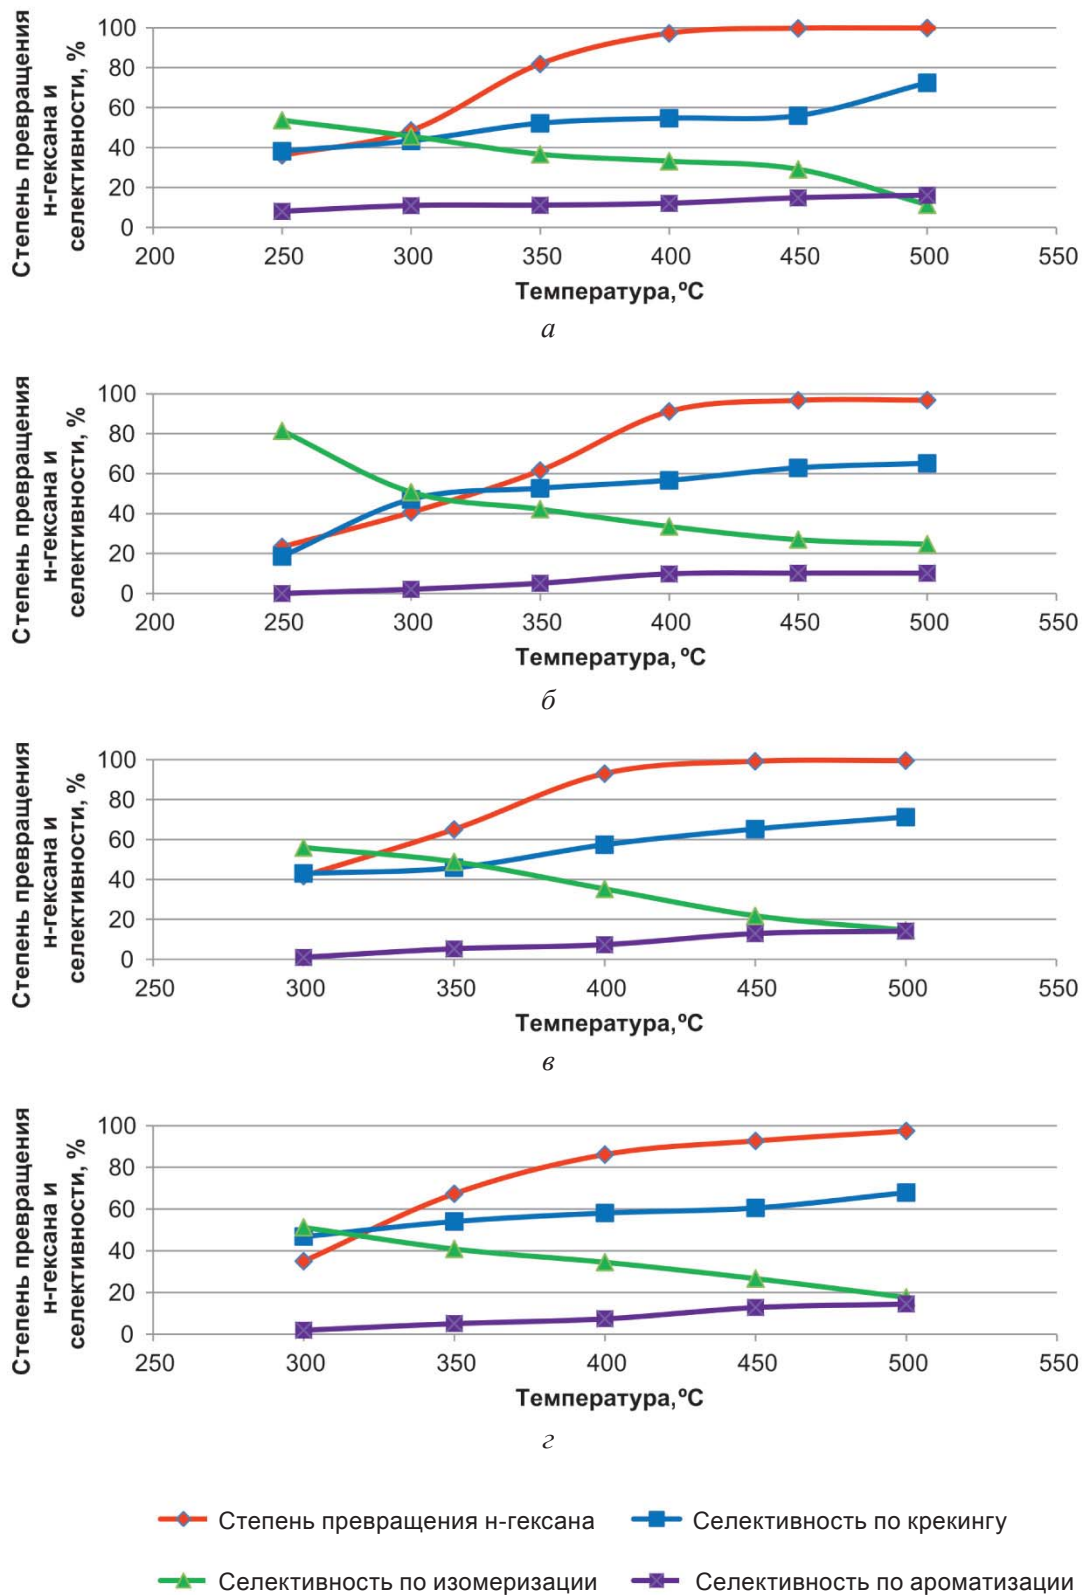 Степень превращения
н-гексана и
селективности, %
100
80
60
40
20
0
200 250 300 350 400 450 500 550
Температура, ºС
а
Степень превращения
н-гексана и
селективности, %
100
80
60
40
20
0
200 250 300 350 400 450 500 550
Температура, ºС
б
Степень превращения
н-гексана и
селективности, %
100
80
60
40
20
0
250 300 350 400 450 500 550
Температура, ºС
в
Степень превращения
н-гексана и
селективности, %
100
80
60
40
20
0
250 300 350 400 450 500 550
Температура, ºС
г
Степень превращения н-гексана Селективность по крекингу
Селективность по изомеризации Селективность по ароматизации